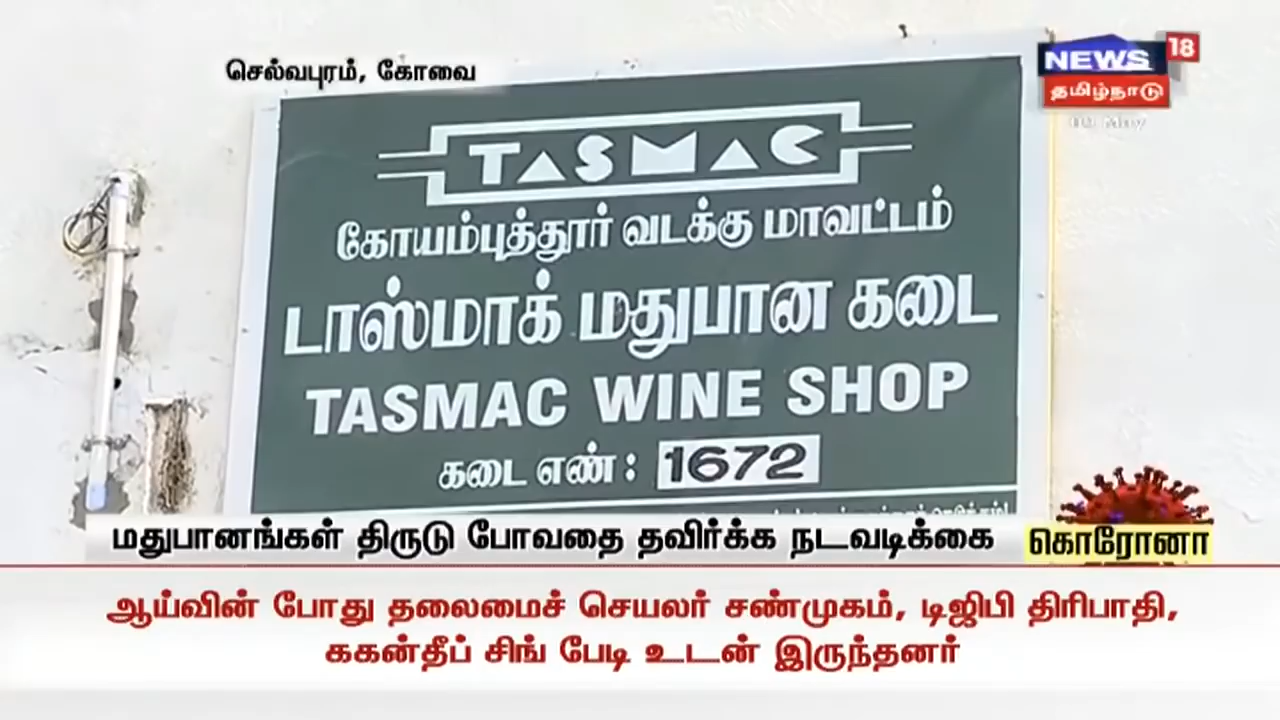 செல்வபுரம், கோவை
NEWS 18
தமிழ்நாடு
May
TASMAC
கோயம்புத்தூர் வடக்கு மாவட்டம்
டாஸ்மாக் மதுபான கடை
TASMAC WINE SHOP
கடை எண் : 1672
மதுபானங்கள் திருடு போவதை தவிர்க்க நடவடிக்கை
கொரோனா
ஆய்வின் போது தலைமைச் செயலர் சண்முகம், டிஜிபி திரிபாதி,
ககன்தீப் சிங் பேடி உடன் இருந்தனர்